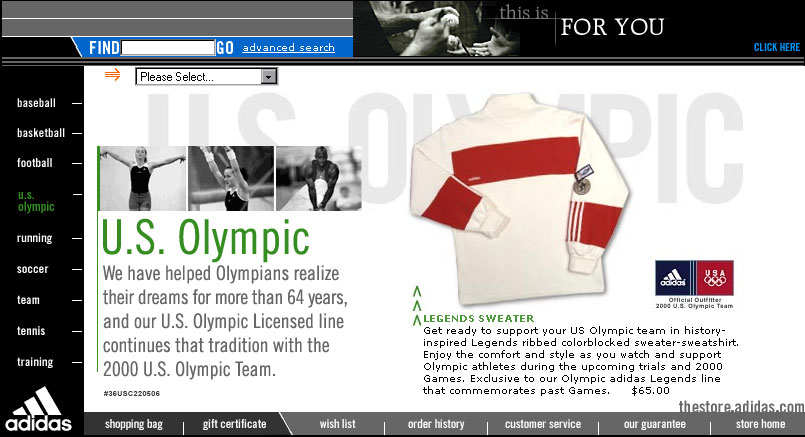 this is FOR YOU
FIND GO advanced search
CLICK HERE
Please Select...
baseball
basketball
football
u.s.
olympic
running
soccer
team
tennis
training
adidas
U.S. OLYMPIC
U.S. Olympic
We have helped Olympians realize
their dreams for more than 64 years,
and our U.S. Olympic Licensed line
continues that tradition with the
2000 U.S. Olympic Team.
#36USC220506
adidas USA
Official Outfitter
2000 U.S. Olympic Team
LEGENDS SWEATER
Get ready to support your US Olympic team in history-
inspired Legends ribbed colorblocked sweater-sweatshirt.
Enjoy the comfort and style as you watch and support
Olympic athletes during the upcoming trials and 2000
Games. Exclusive to our Olympic adidas Legends line
that commemorates past Games. $65.00
thestore.adidas.com
shopping bag gift certificate wish list order history customer service our guarantee store home